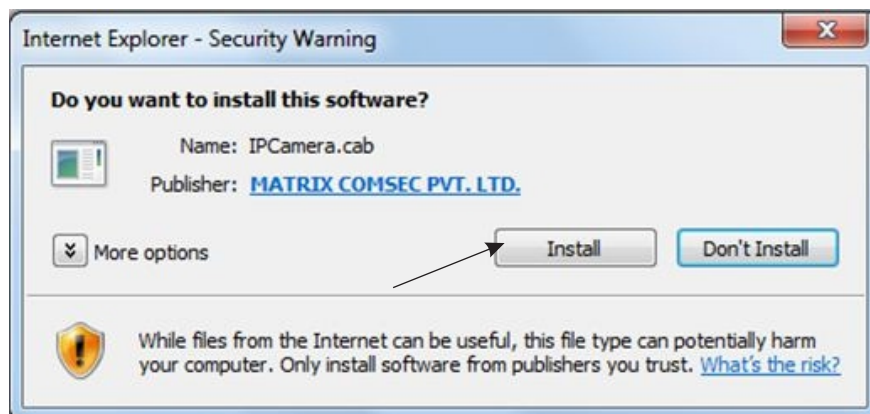 Internet Explorer - Security Warning
Do you want to install this software?
Name: IPCamera.cab
Publisher: MATRIX COMSEC PVT. LTD.
More options
Install
Don't Install
While files from the Internet can be useful, this file type can potentially harm
your computer. Only install software from publishers you trust. What's the risk?